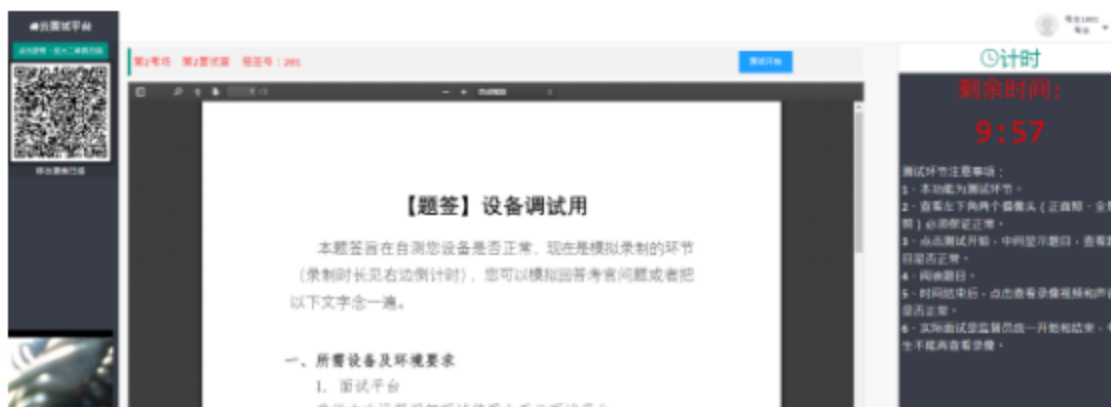 云面试平台
第2考场 第2面试室 题签号：201
测试开始
【题签】设备调试用
本题签旨在自测您设备是否正常，现在是模拟录制的环节
（录制时长见右边倒计时），您可以模拟回答考官问题或者把
以下文字念一遍。
一、所需设备及环境要求
1. 面试平台
计时
剩余时间：
9:57
测试环节注意事项：
1、本功能为测试环节。
2、查看左下角两个摄像头（正面照、全
照）必须保证正常。
3、点击测试开始，中间显示题目，查看
目是否正常。
4、阅读题目。
5、时间结束后，点击查看录像视频和声
是否正常。
6、实际面试是监督员统一开始和结束，
生不能再查看录像。